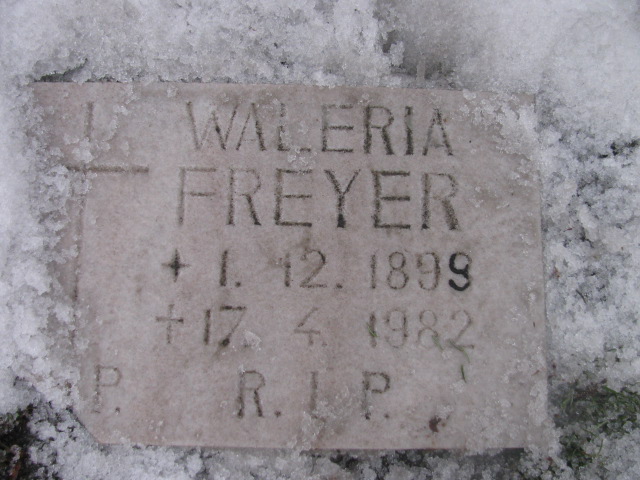 WALERIA
FREYER
1. 12. 1899
+ 17. 4. 1982
P. R. I. P.